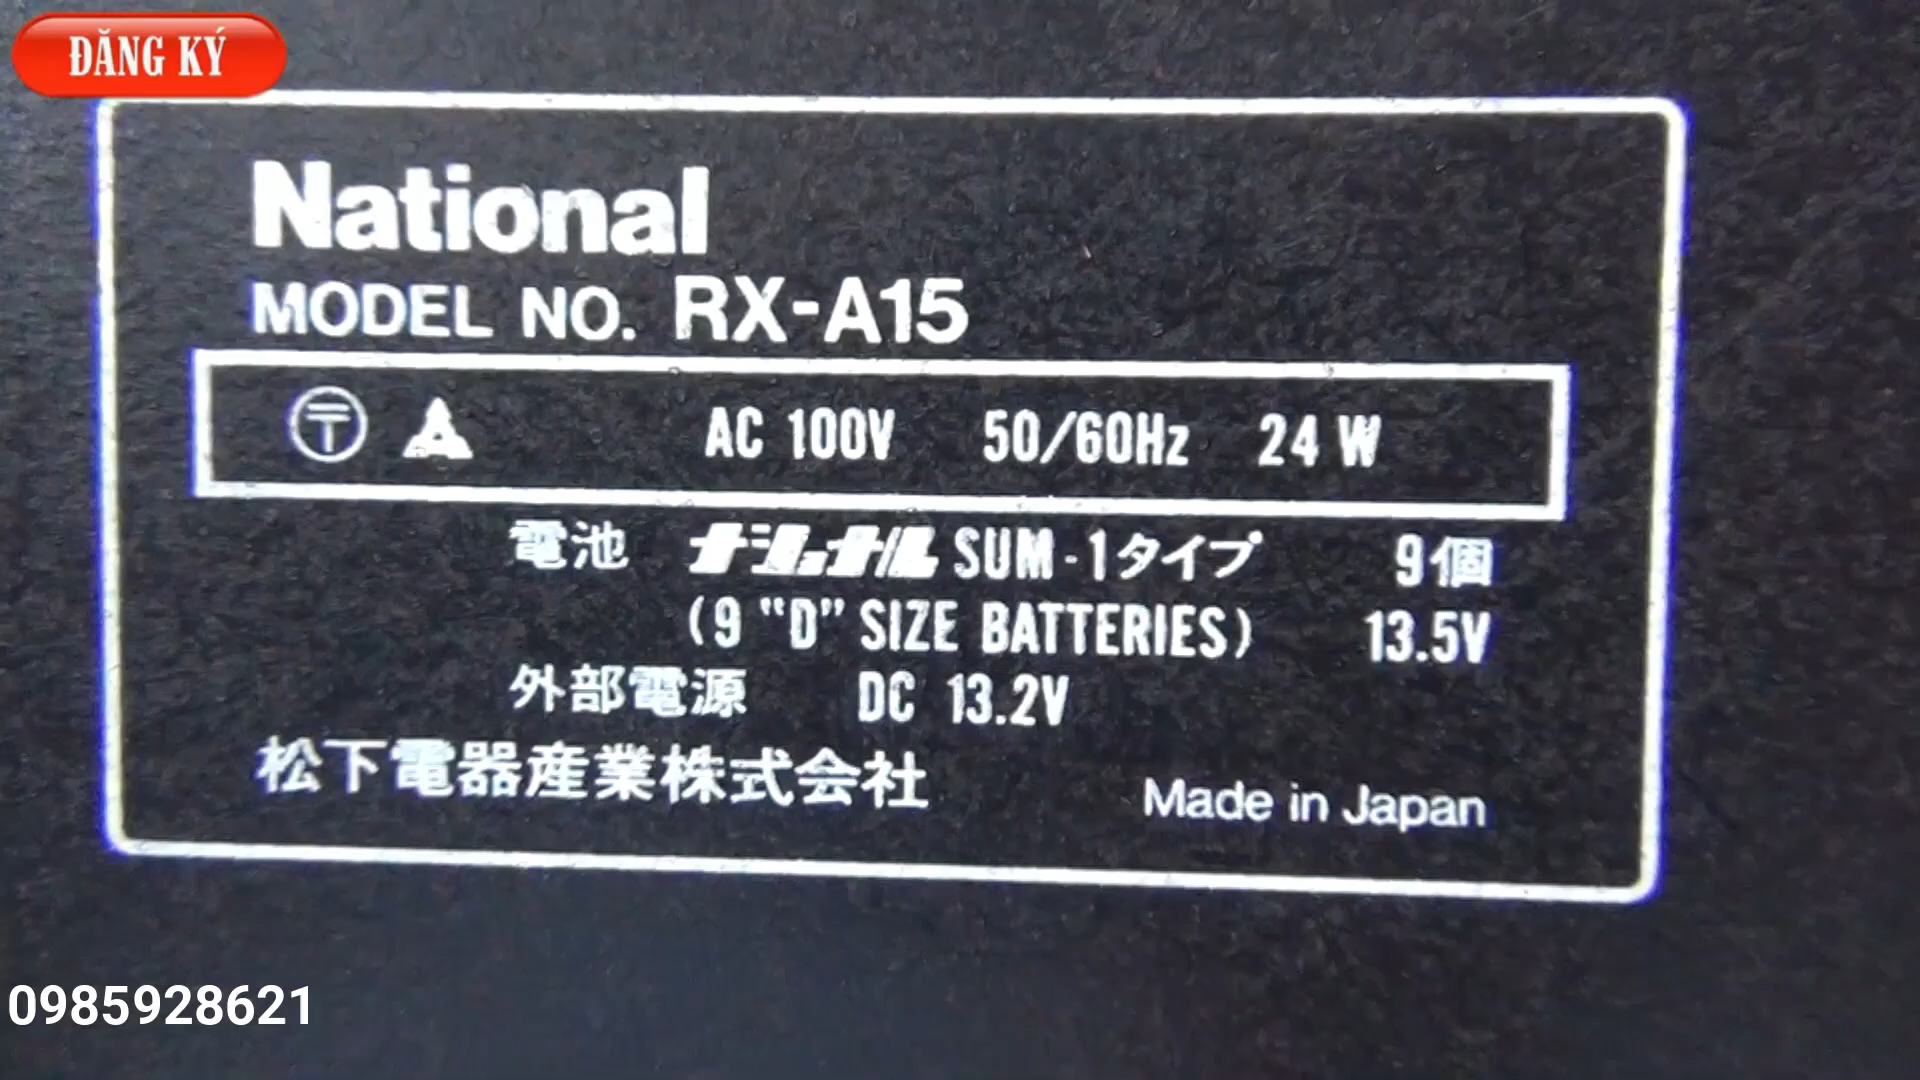 ĐĂNG KÝ
National
MODEL NO. RX-A15
〒 AC 100V 50/60Hz 24 W
電池 ナショナル SUM-1タイプ 9個
(9 "D" SIZE BATTERIES) 13.5V
外部電源 DC 13.2V
松下電器産業株式会社 Made in Japan
0985928621